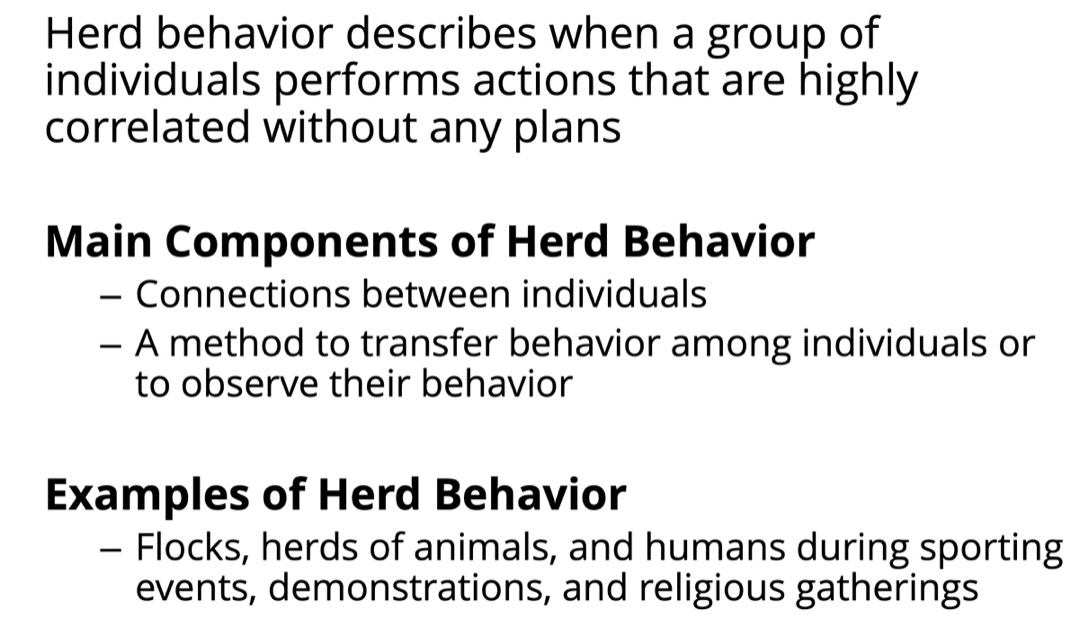 Herd behavior describes when a group of
individuals performs actions that are highly
correlated without any plans
Main Components of Herd Behavior
– Connections between individuals
– A method to transfer behavior among individuals or
to observe their behavior
Examples of Herd Behavior
– Flocks, herds of animals, and humans during sporting
events, demonstrations, and religious gatherings